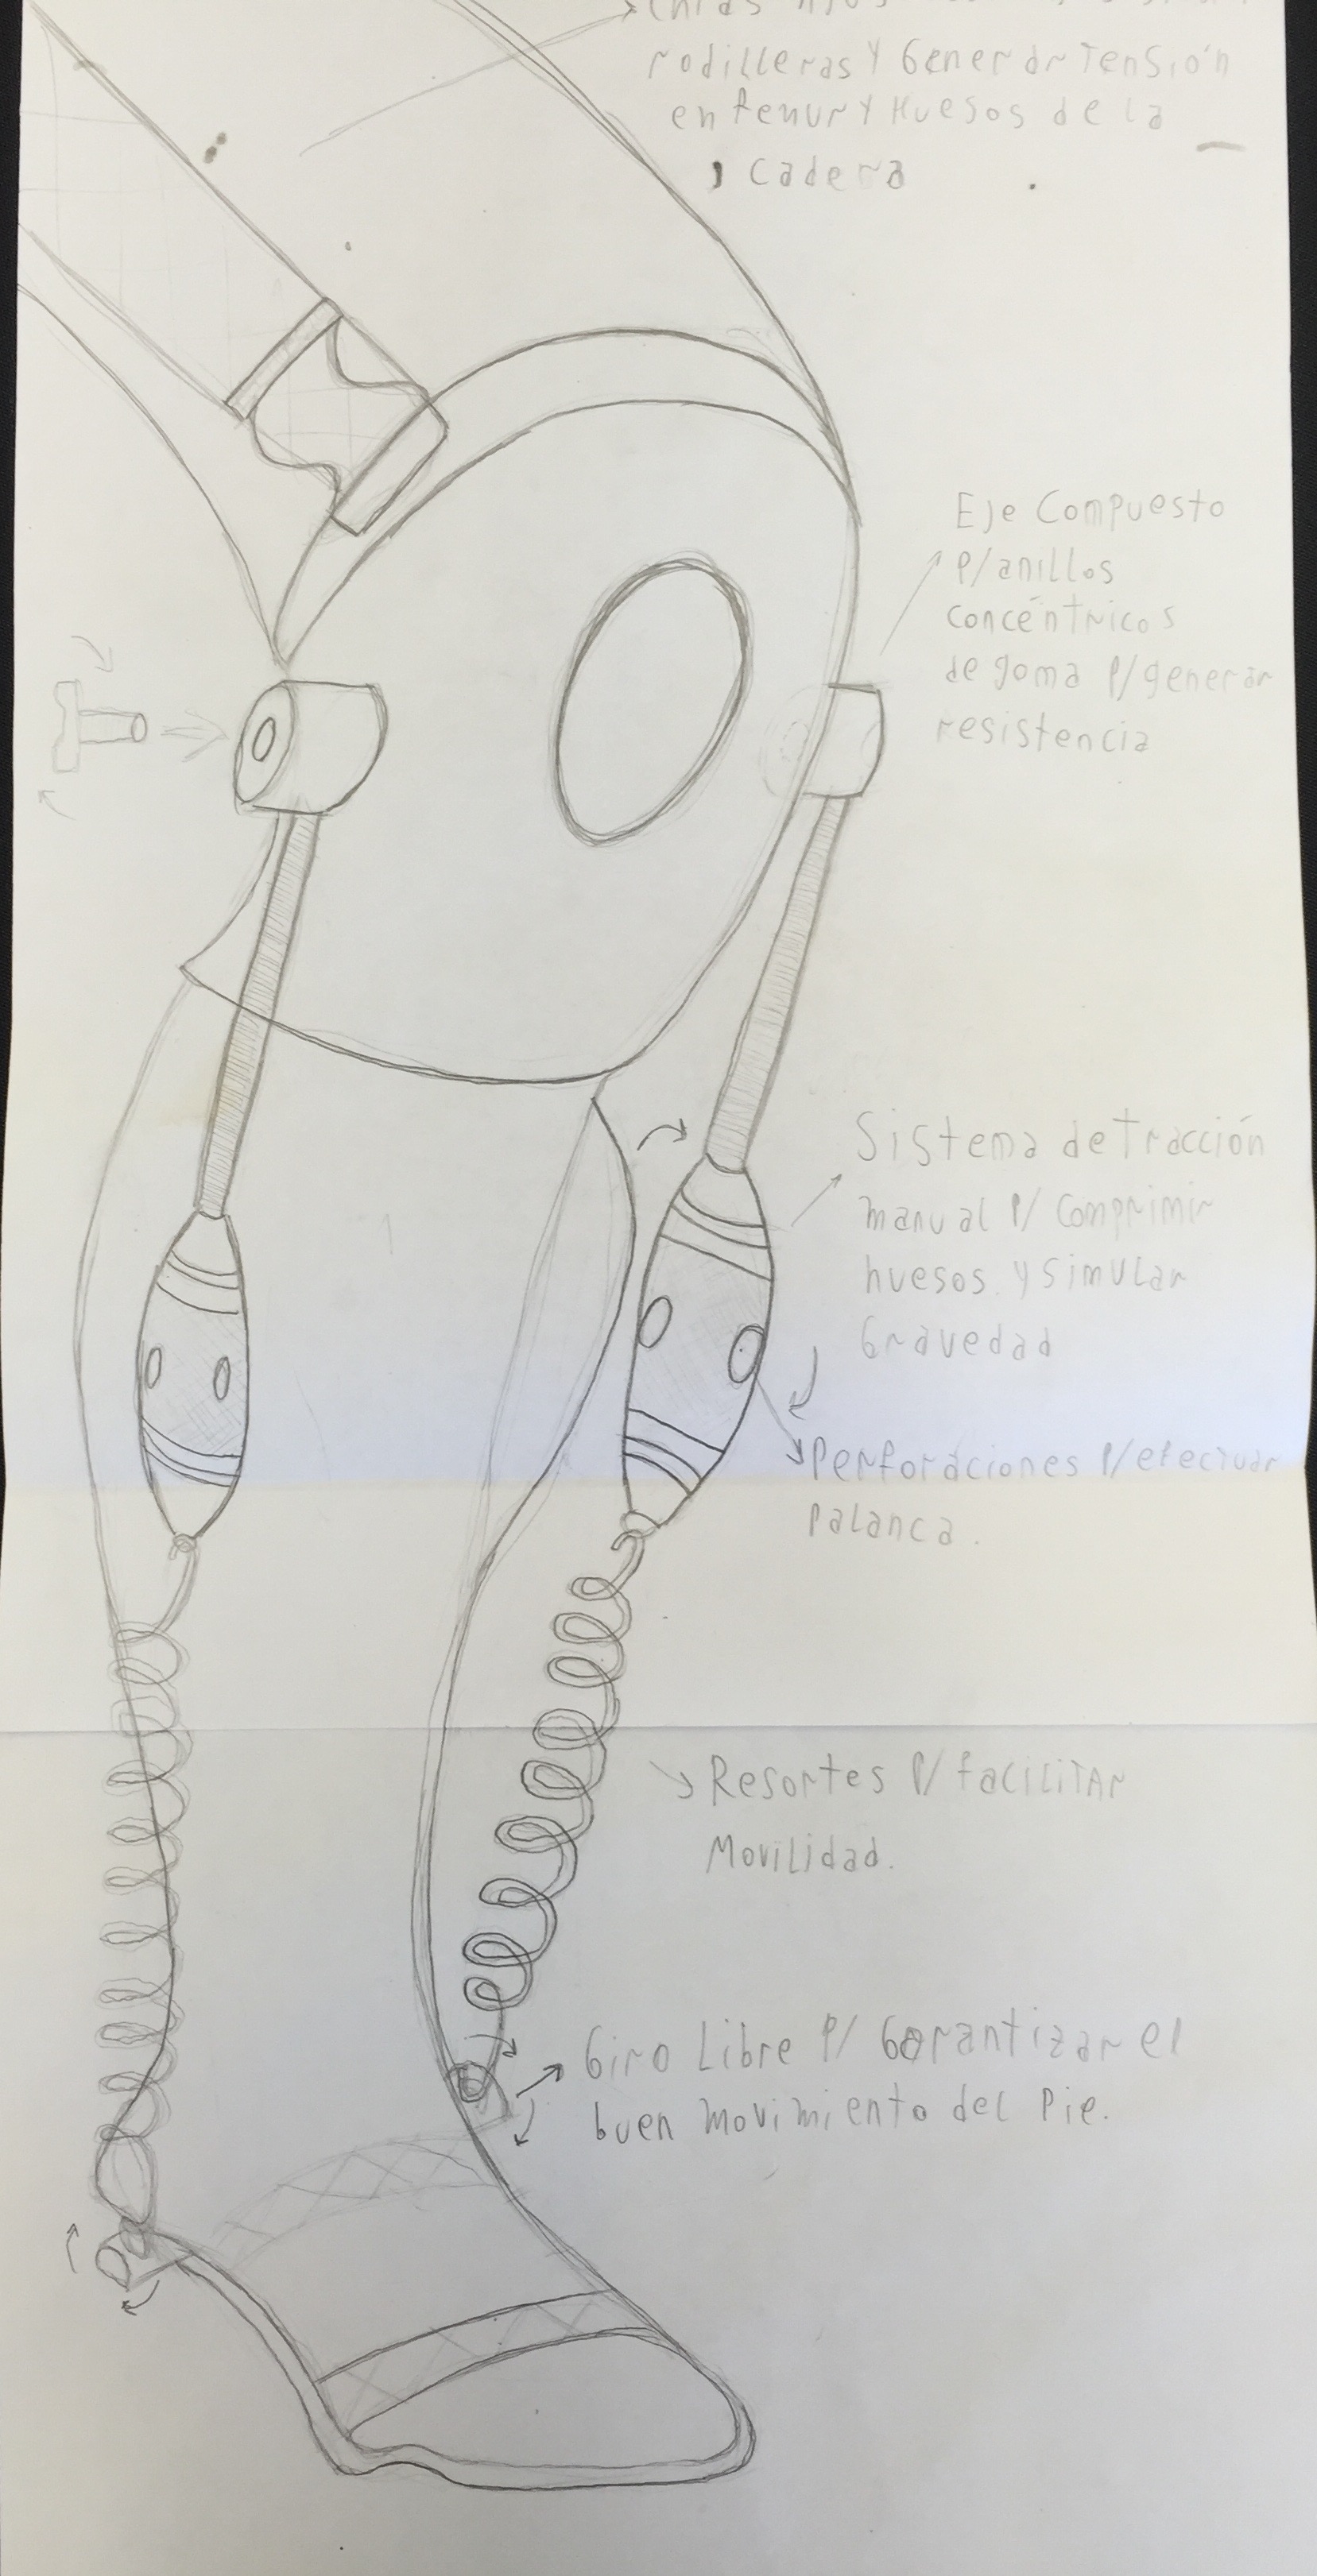 rodilleras y Generar Tensión
en femur y Huesos de la
cadera
Eje Compuesto
P/anillos
concéntricos
de goma P/generar
resistencia
Sistema de Tracción
manual P/ comprimir
huesos y simular
Gravedad
Perforaciones P/efectuar
Palanca.
Resortes P/ facilitar
Movilidad.
Giro Libre P/ Garantizar el
buen movimiento del Pie.